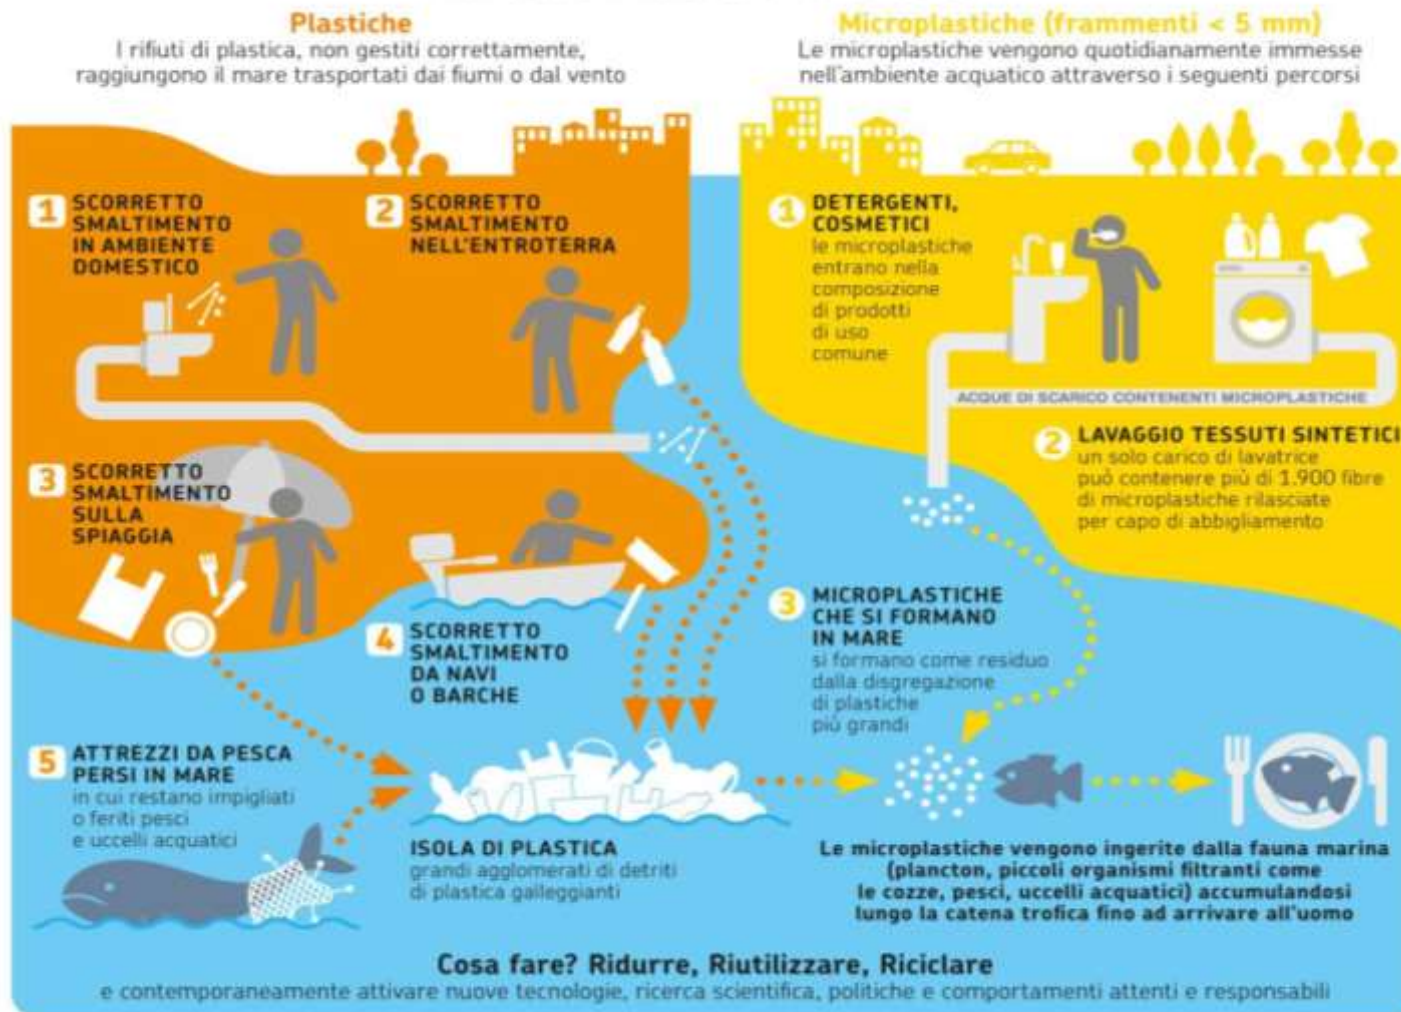 Plastiche
I rifiuti di plastica, non gestiti correttamente,
raggiungono il mare trasportati dai fiumi o dal vento
Microplastiche (frammenti < 5 mm)
Le microplastiche vengono quotidianamente immesse
nell'ambiente acquatico attraverso i seguenti percorsi
1 SCORRETTO
SMALTIMENTO
IN AMBIENTE
DOMESTICO
2 SCORRETTO
SMALTIMENTO
NELL'ENTROTERRA
3 SCORRETTO
SMALTIMENTO
SULLA
SPIAGGIA
4 SCORRETTO
SMALTIMENTO
DA NAVI
O BARCHE
5 ATTREZZI DA PESCA
PERSI IN MARE
in cui restano impigliati
o feriti pesci
e uccelli acquatici
ISOLA DI PLASTICA
grandi agglomerati di detriti
di plastica galleggianti
1 DETERGENTI,
COSMETICI
le microplastiche
entrano nella
composizione
di prodotti
di uso
comune
ACQUE DI SCARICO CONTENENTI MICROPLASTICHE
2 LAVAGGIO TESSUTI SINTETICI
un solo carico di lavatrice
può contenere più di 1.900 fibre
di microplastiche rilasciate
per capo di abbigliamento
3 MICROPLASTICHE
CHE SI FORMANO
IN MARE
si formano come residuo
dalla disgregazione
di plastiche
più grandi
Le microplastiche vengono ingerite dalla fauna marina
(plancton, piccoli organismi filtranti come
le cozze, pesci, uccelli acquatici) accumulandosi
lungo la catena trofica fino ad arrivare all'uomo
Cosa fare? Ridurre, Riutilizzare, Riciclare
e contemporaneamente attivare nuove tecnologie, ricerca scientifica, politiche e comportamenti attenti e responsabili